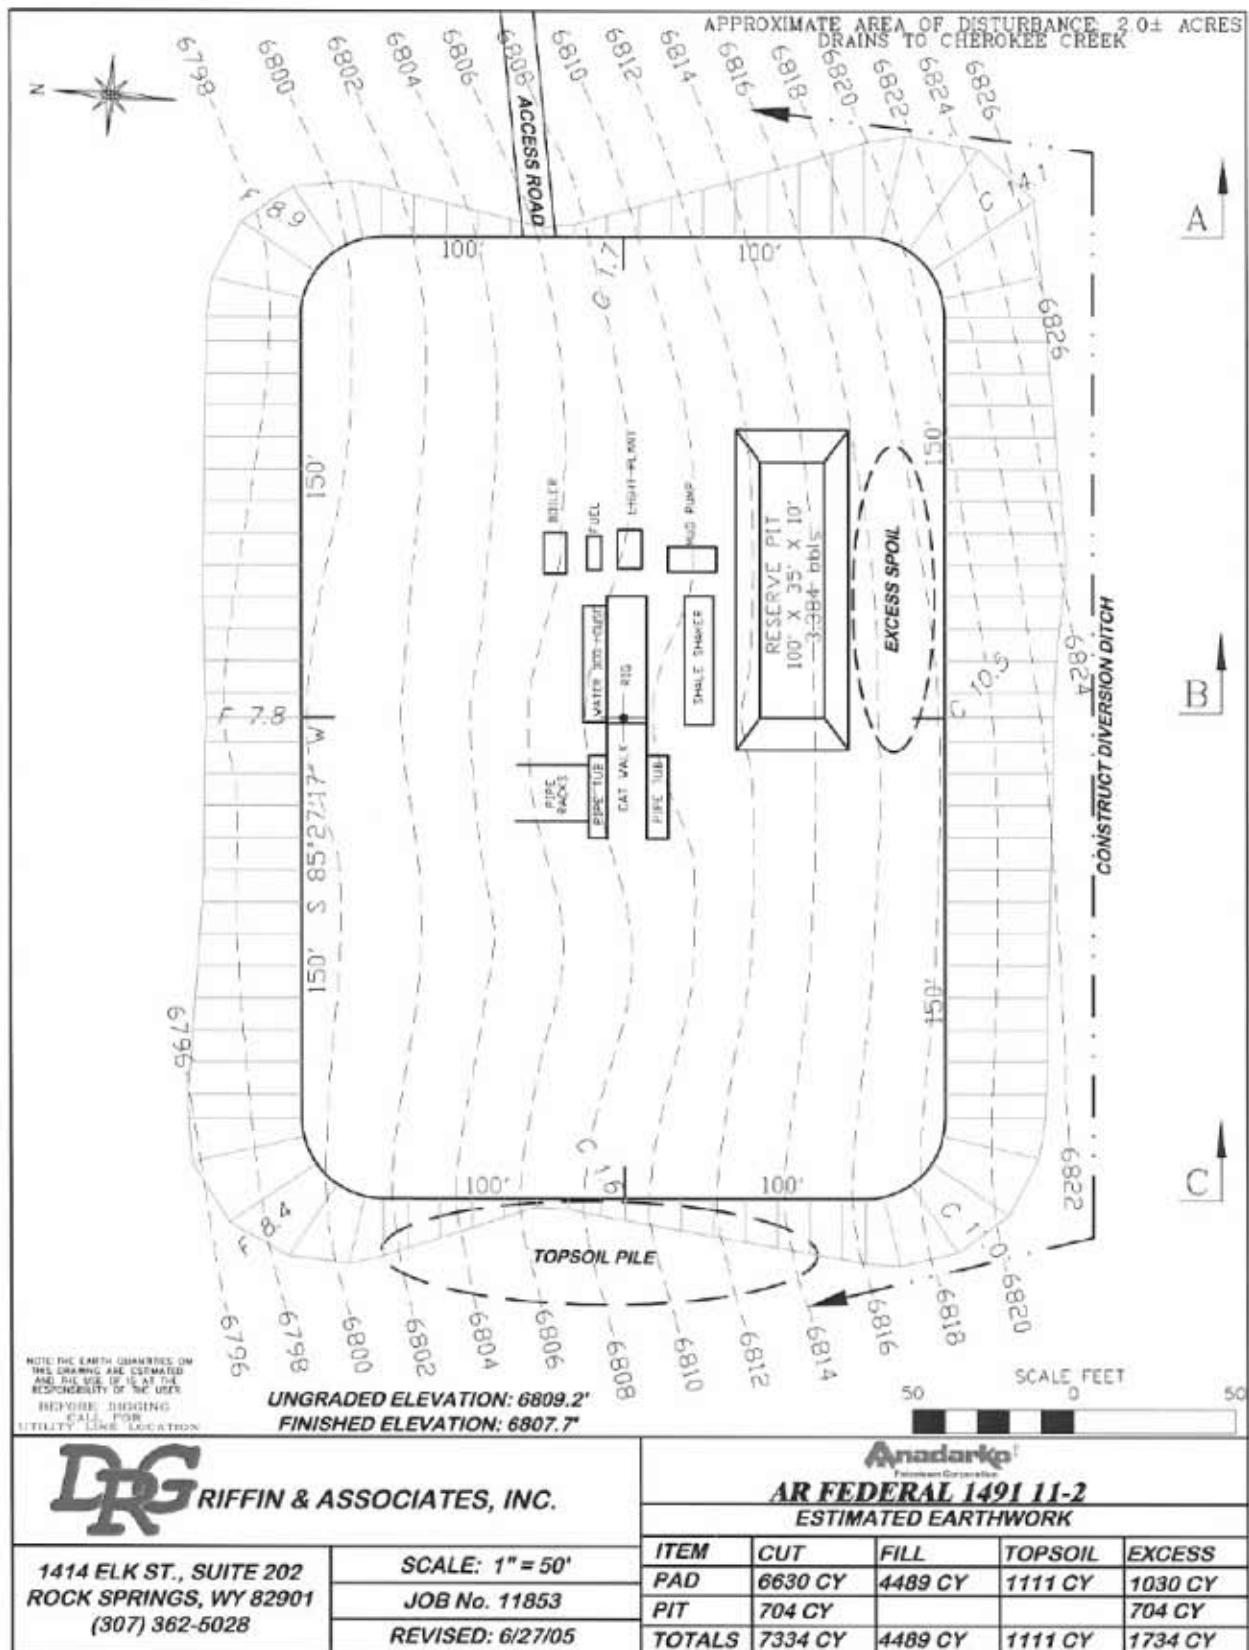 APPROXIMATE AREA OF DISTURBANCE: 2.0± ACRES
DRAINS TO CHEROKEE CREEK
N
6798
6800
6802
6804
6806
6808
6810
6812
6814
6816
6818
6820
6822
6824
6826
ACCESS ROAD
F 8.9
C 14.1
A
100'
100'
6826
150'
150'
BOILER
FUEL
LIGHT PLANT
MUD PUMP
RESERVE PIT
100' X 35' X 10'
3,384 bbls
EXCESS SPOIL
WATER
DOG HOUSE
RIG
SHALE SHAKER
6824
CONSTRUCT DIVERSION DITCH
B
F 7.8
C 10.5
S 85°27'17" W
PIPE
RACKS
PIPE TUB
CAT WALK
PIPE TUB
150'
150'
6796
6822
C
100'
C 1.6
100'
F 8.4
TOPSOIL PILE
6796
6798
6800
6802
6804
6806
6808
6810
6812
6814
6816
6818
6820
NOTE: THE EARTH QUANTITIES ON
THIS DRAWING ARE ESTIMATED
AND THE USE OF IS AT THE
RESPONSIBILITY OF THE USER
BEFORE DIGGING
CALL FOR
UTILITY LINE LOCATION
UNGRADED ELEVATION: 6809.2'
FINISHED ELEVATION: 6807.7'
SCALE FEET
50 0 50
DRG RIFFIN & ASSOCIATES, INC.
1414 ELK ST., SUITE 202
ROCK SPRINGS, WY 82901
(307) 362-5028
SCALE: 1" = 50'
JOB No. 11853
REVISED: 6/27/05
Anadarko
Petroleum Corporation
AR FEDERAL 1491 11-2
ESTIMATED EARTHWORK
ITEM CUT FILL TOPSOIL EXCESS
PAD 6630 CY 4489 CY 1111 CY 1030 CY
PIT 704 CY 704 CY
TOTALS 7334 CY 4489 CY 1111 CY 1734 CY